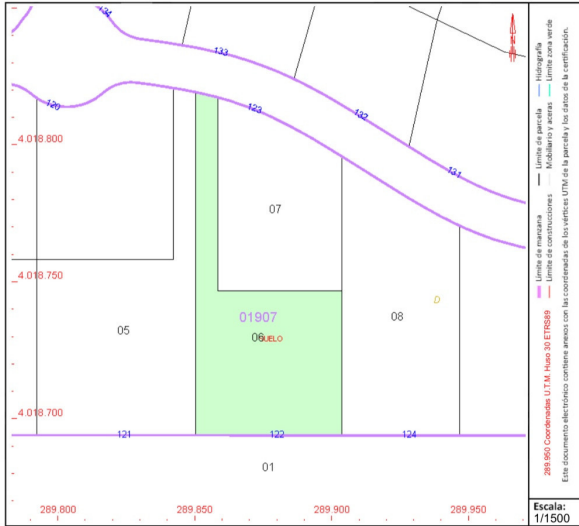 134
133
120
123
132
131
4.018.800
07
4.018.750
D
01907
05
06
SUELO
08
4.018.700
121
122
124
01
289.800
289.850
289.900
289.950
Límite de manzana
Límite de parcela
Hidrografía
289.950 Coordenadas U.T.M. Huso 30 ETRS89
Límite de construcciones
Mobiliario y aceras
Límite zona verde
Este documento electrónico contiene anexos con las coordenadas de los vértices UTM de la parcela y los datos de la certificación.
Escala:
1/1500